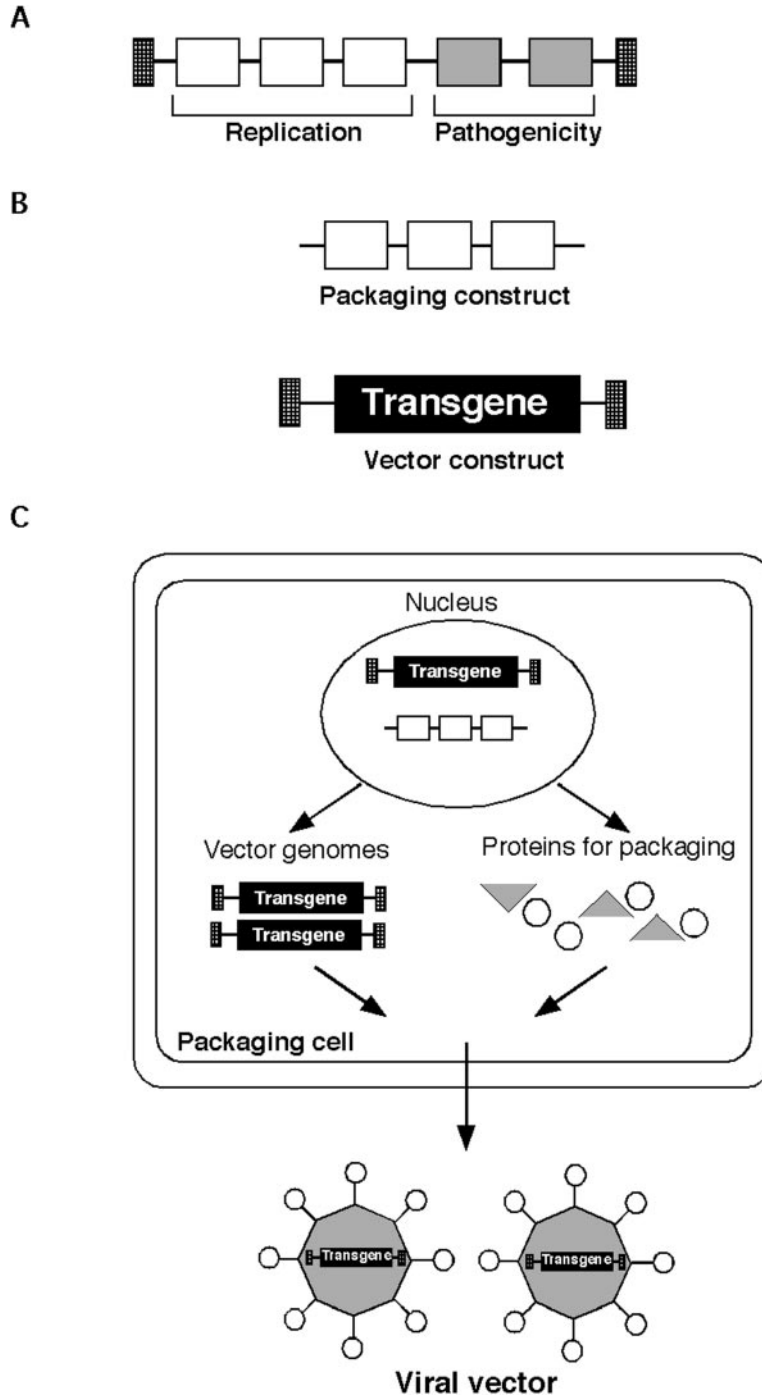 A
Replication Pathogenicity
B
Packaging construct
Transgene
Vector construct
C
Nucleus
Transgene
Vector genomes Proteins for packaging
Transgene
Transgene
Packaging cell
Transgene Transgene
Viral vector